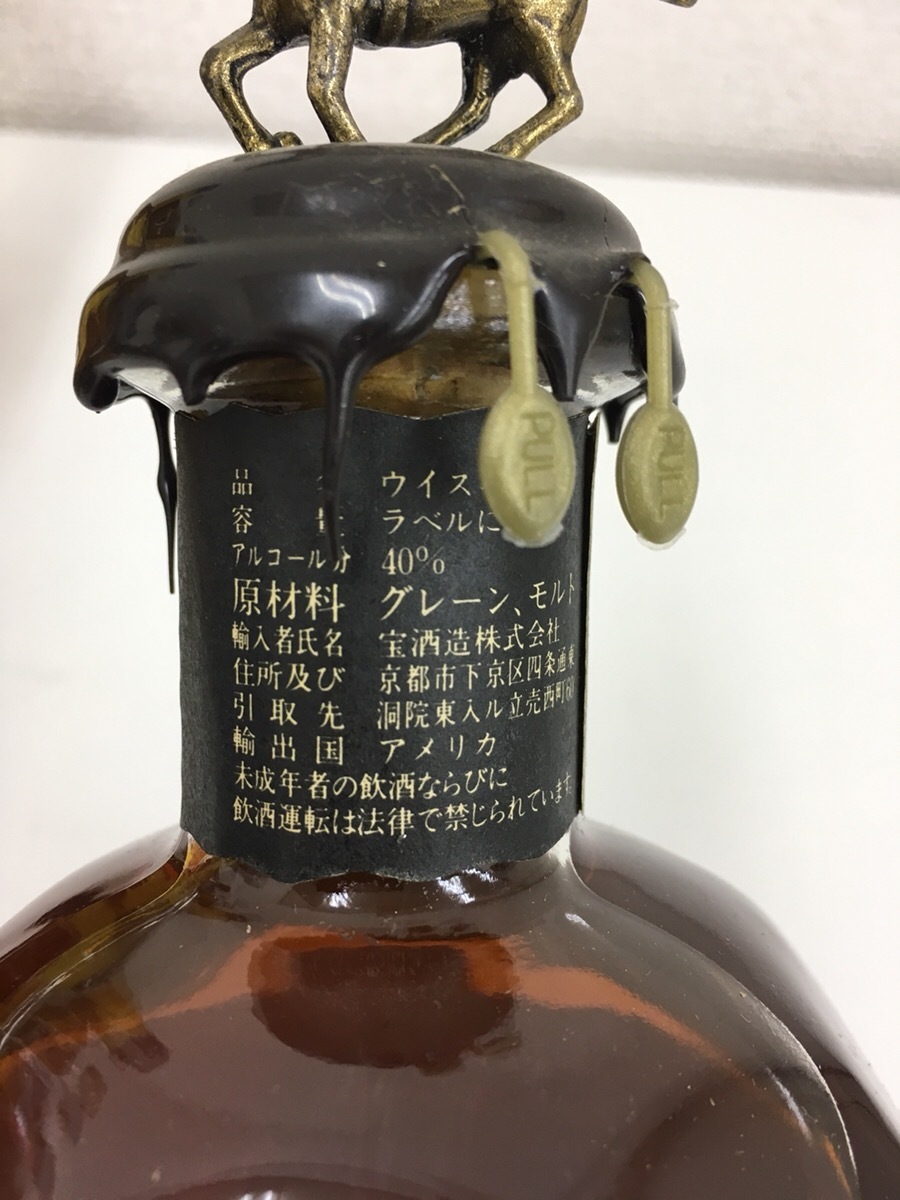 品 ウイス
容 量 ラベルに
アルコール分 40%
原材料 グレーン、モルト
輸入者氏名 宝酒造株式会社
住所及び 京都市下京区四条通東
引取先 洞院東入ル立売西町60
輸出国 アメリカ
未成年者の飲酒ならびに
飲酒運転は法律で禁じられています
PULL
PULL